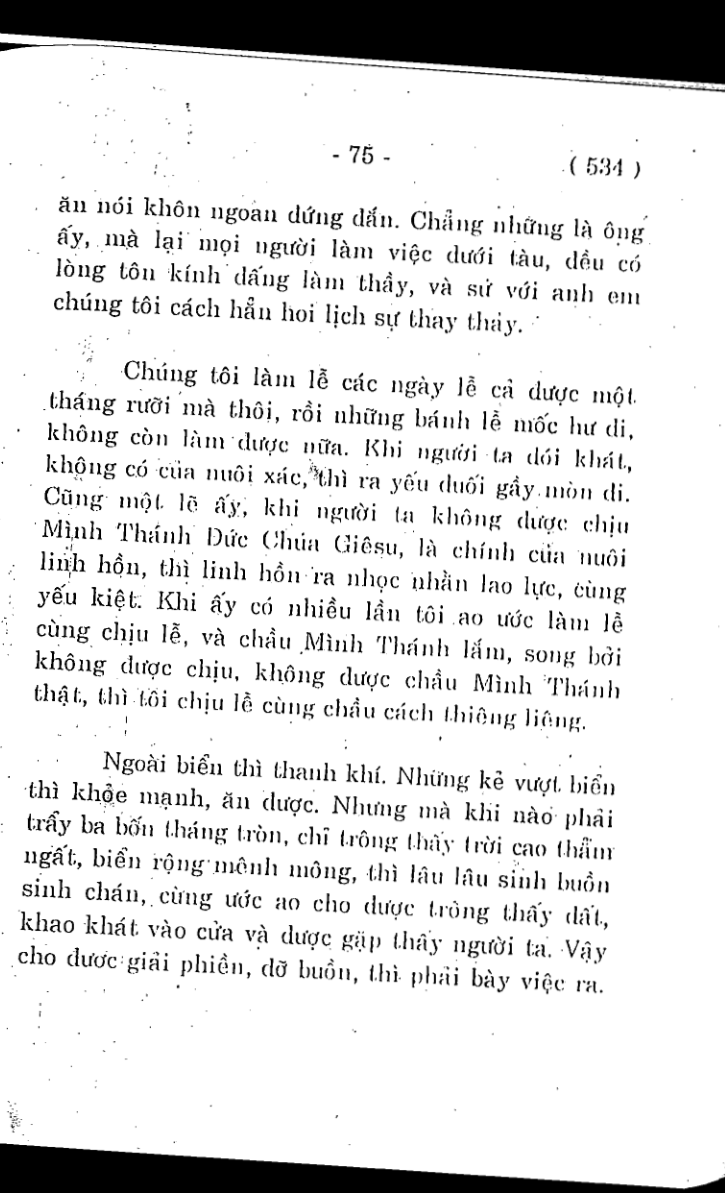 - 75 -
( 534 )
ăn nói khôn ngoan dứng dắn. Chẳng những là ông
ấy, mà lại mọi người làm việc dưới tàu, dều có
lòng tôn kính dấng làm thầy, và sử với anh em
chúng tôi cách hẳn hoi lịch sự thay thảy.
Chúng tôi làm lễ các ngày lễ cả dược một
tháng rưỡi mà thôi, rồi những bánh lễ mốc hư di,
không còn làm dược nữa. Khi người ta dói khát,
không có của nuôi xác, thì ra yếu duối gầy mòn di.
Cũng một lẽ ấy, khi người ta không dược chịu
Mình Thánh Dức Chúa Giêsu, là chính của nuôi
linh hồn, thì linh hồn ra nhọc nhằn lao lực, cùng
yếu kiệt. Khi ấy có nhiều lần tôi ao ước làm lễ
cùng chịu lễ, và chầu Mình Thánh lắm, song bởi
không dược chịu, không dược chầu Mình Thánh
thật, thì tôi chịu lễ cùng chầu cách thiêng liêng.
Ngoài biển thì thanh khí. Những kẻ vượt biển
thì khỏe mạnh, ăn dược. Nhưng mà khi nào phải
trẩy ba bốn tháng tròn, chỉ trông thấy trời cao thẳm
ngất, biển rộng mênh mông, thì lâu lâu sinh buồn
sinh chán, cùng ước ao cho dược tròng thấy dất,
khao khát vào cửa và dược gặp thấy người ta. Vậy
cho dươc giải phiền, dỡ buồn, thì phải bày việc ra.